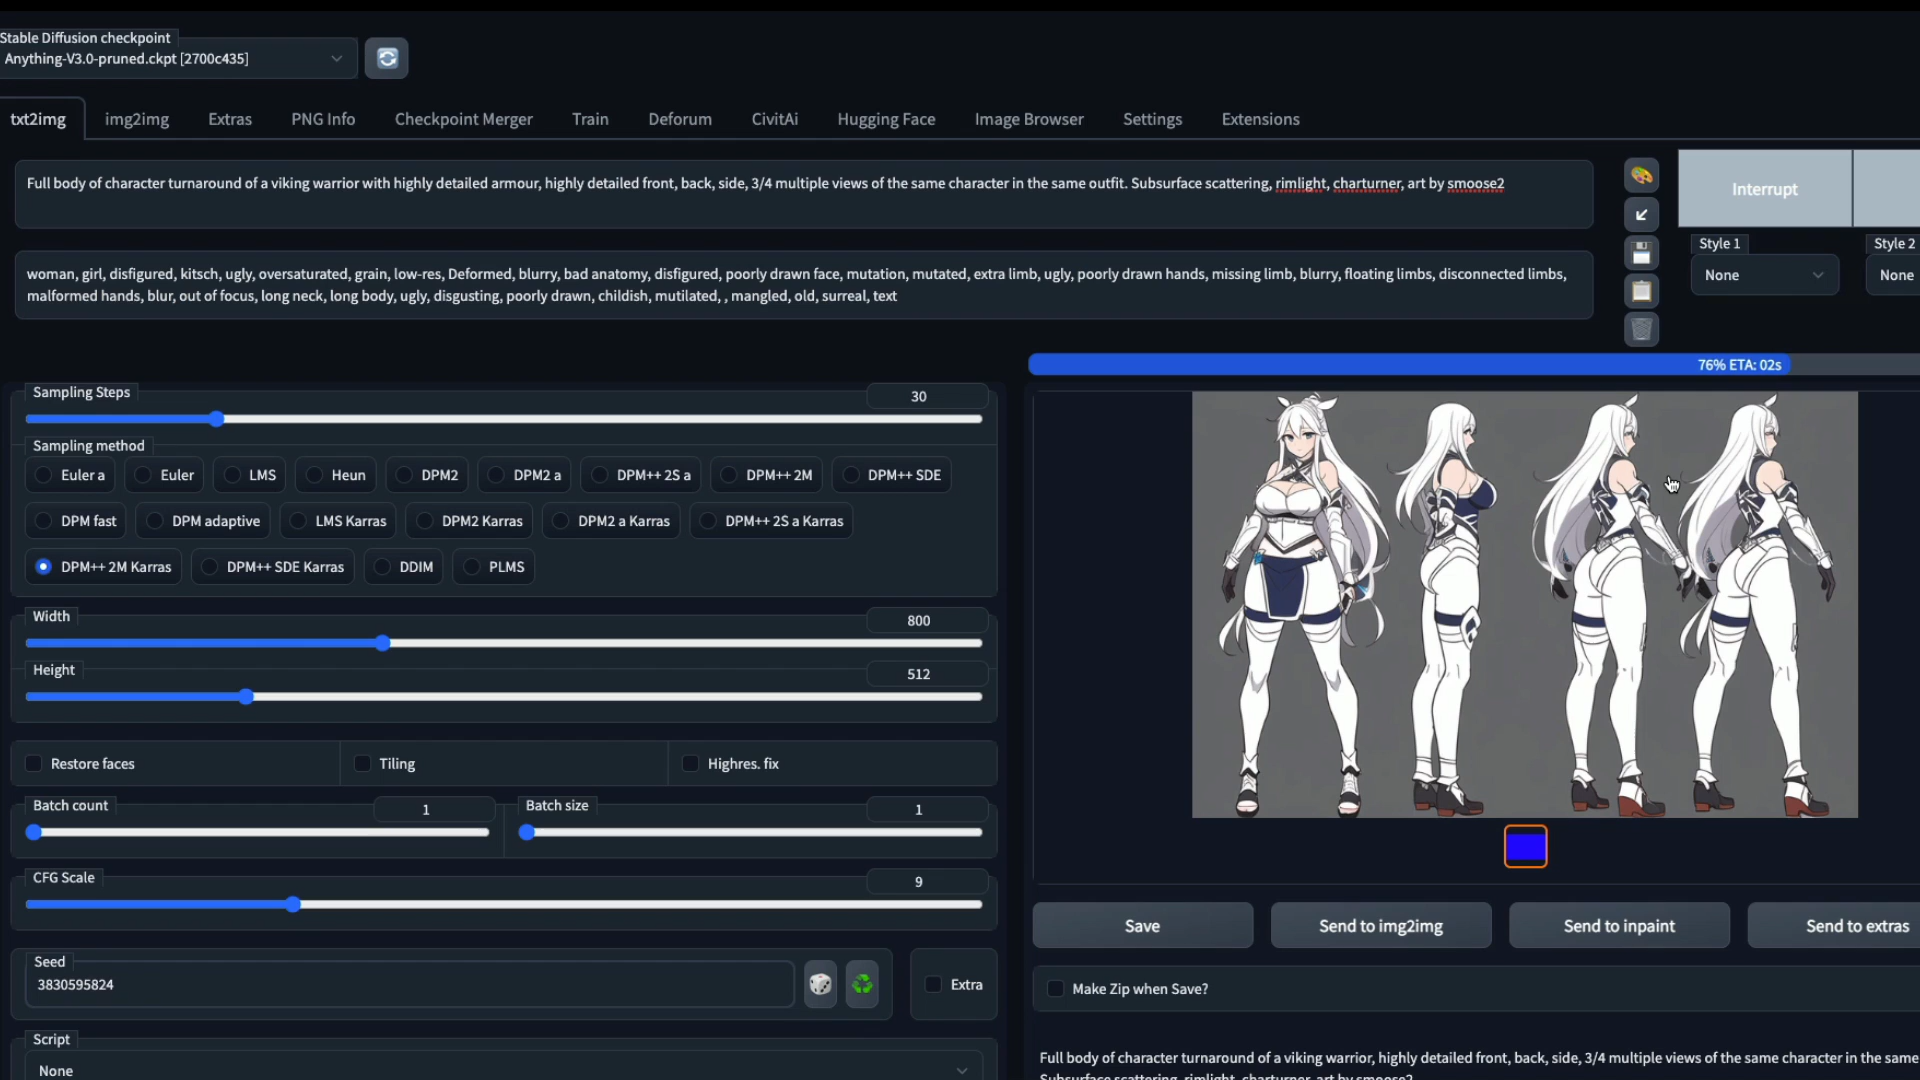 Stable Diffusion checkpoint
Anything-V3.0-pruned.ckpt [2700c435]
txt2img img2img Extras PNG Info Checkpoint Merger Train Deforum CivitAi Hugging Face Image Browser Settings Extensions
Full body of character turnaround of a viking warrior with highly detailed armour, highly detailed front, back, side, 3/4 multiple views of the same character in the same outfit. Subsurface scattering, rimlight, charturner, art by smoose2
Interrupt
Style 1
None
Style 2
None
woman, girl, disfigured, kitsch, ugly, oversaturated, grain, low-res, Deformed, blurry, bad anatomy, disfigured, poorly drawn face, mutation, mutated, extra limb, ugly, poorly drawn hands, missing limb, blurry, floating limbs, disconnected limbs,
malformed hands, blur, out of focus, long neck, long body, ugly, disgusting, poorly drawn, childish, mutilated, , mangled, old, surreal, text
76% ETA: 02s
Sampling Steps
30
Sampling method
Euler a Euler LMS Heun DPM2 DPM2 a DPM++ 2S a DPM++ 2M DPM++ SDE
DPM fast DPM adaptive LMS Karras DPM2 Karras DPM2 a Karras DPM++ 2S a Karras
DPM++ 2M Karras DPM++ SDE Karras DDIM PLMS
Width
800
Height
512
Restore faces Tiling Highres. fix
Batch count
1
Batch size
1
CFG Scale
9
Seed
3830595824
Extra
Script
None
Save Send to img2img Send to inpaint Send to extras
Make Zip when Save?
Full body of character turnaround of a viking warrior, highly detailed front, back, side, 3/4 multiple views of the same character in the same
Subsurface scattering, rimlight, charturner, art by smoose2